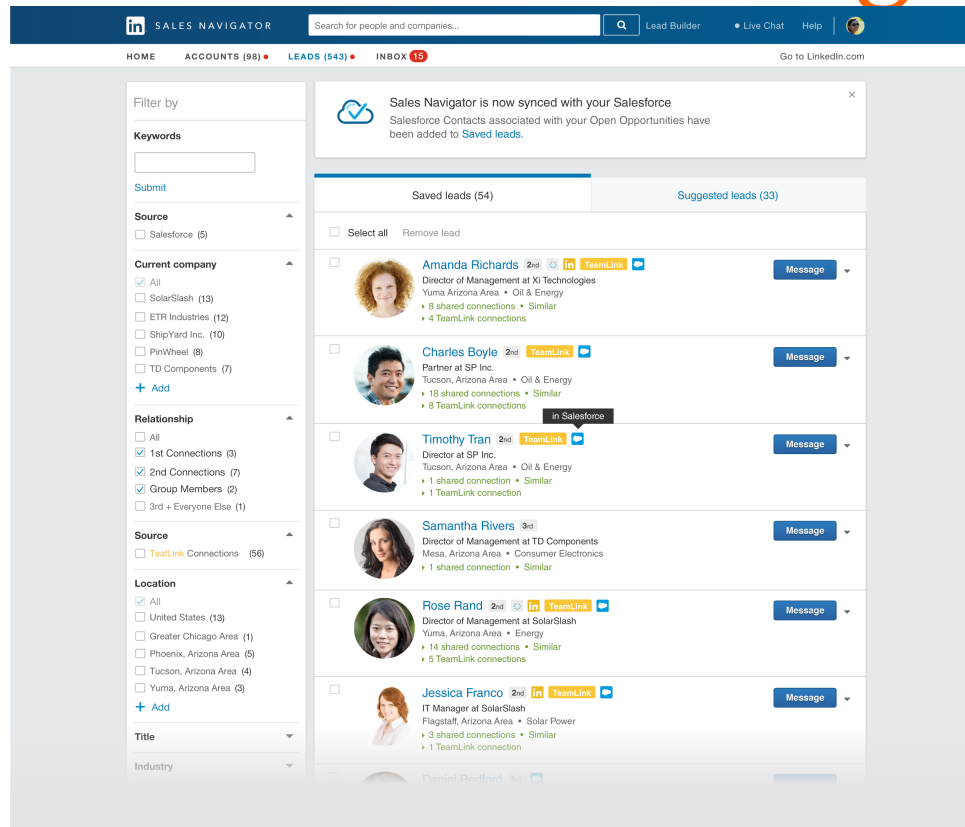 in SALES NAVIGATOR
Search for people and companies...
Lead Builder
Live Chat
Help
HOME
ACCOUNTS (98)
LEADS (543)
INBOX 15
Go to LinkedIn.com
Filter by
Keywords
Submit
Source
Salesforce (5)
Current company
All
SolarSlash (13)
ETR Industries (12)
ShipYard Inc. (10)
PinWheel (8)
TD Components (7)
+ Add
Relationship
All
1st Connections (3)
2nd Connections (7)
Group Members (2)
3rd + Everyone Else (1)
Source
TeatLink Connections (56)
Location
All
United States (13)
Greater Chicago Area (1)
Phoenix, Arizona Area (5)
Tucson, Arizona Area (4)
Yuma, Arizona Area (3)
+ Add
Title
Industry
Sales Navigator is now synced with your Salesforce
×
Salesforce Contacts associated with your Open Opportunities have
been added to Saved leads.
Saved leads (54)
Suggested leads (33)
Select all
Remove lead
Amanda Richards 2nd in TeamLink
Message
Director of Management at Xi Technologies
Yuma Arizona Area • Oil & Energy
8 shared connections • Similar
4 TeamLink connections
Charles Boyle 2nd TeamLink
Message
Partner at SP Inc.
Tucson, Arizona Area • Oil & Energy
18 shared connections • Similar
8 TeamLink connections
in Salesforce
Timothy Tran 2nd TeamLink
Message
Director at SP Inc.
Tucson, Arizona Area • Oil & Energy
1 shared connections • Similar
1 TeamLink connection
Samantha Rivers 3rd
Message
Director of Management at TD Components
Mesa, Arizona Area • Consumer Electronics
1 shared connection • Similar
Rose Rand 2nd in TeamLink
Message
Director of Management at SolarSlash
Yuma, Arizona Area • Energy
14 shared connections • Similar
5 TeamLink connections
Jessica Franco 2nd in TeamLink
Message
IT Manager at SolarSlash
Flagstaff, Arizona Area • Solar Power
3 shared connections • Similar
1 TeamLink connection
Daniel Bedford 3rd